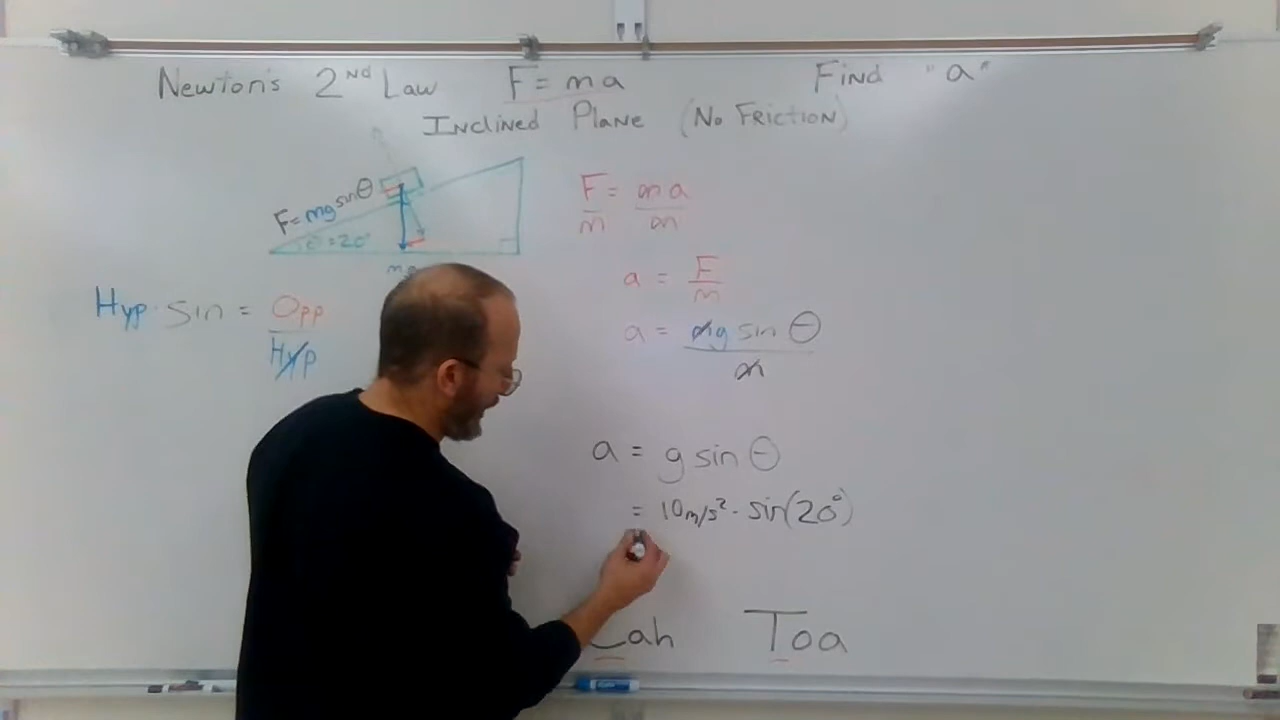 Newton's 2ND Law F = ma Find "a"
Inclined Plane (No Friction)
F=mg sinθ
θ=20°
Hyp · sin = Opp / Hyp
F/m = ma/m
a = F/m
a = mg sin θ / m
a = g sin θ
= 10m/s² · sin(20°)
Cah Toa